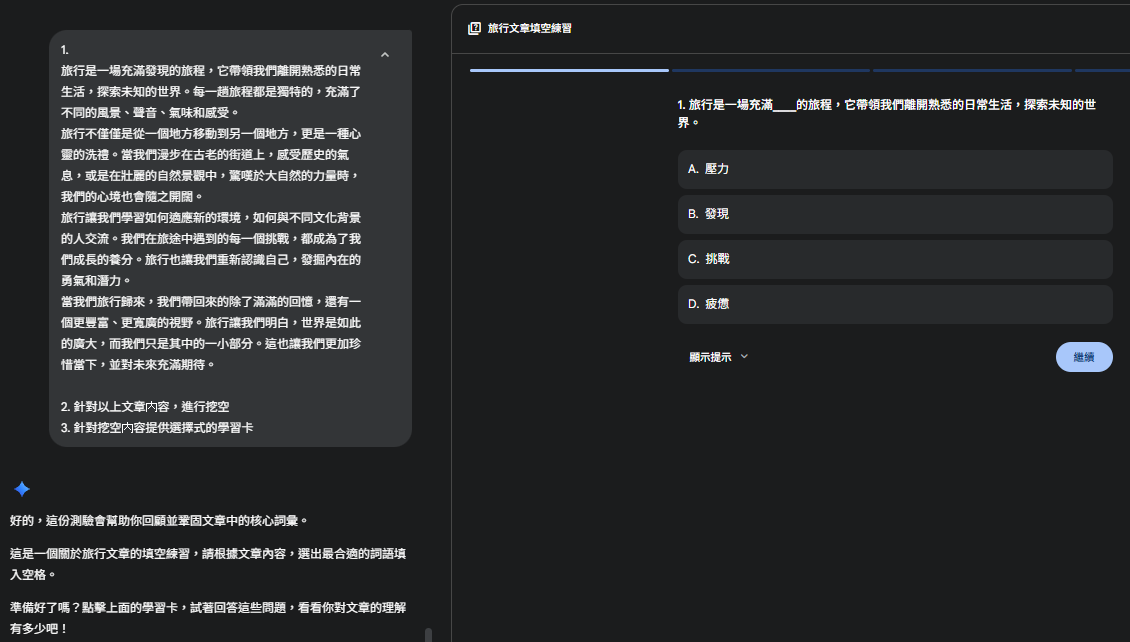 1.
旅行是一場充滿發現的旅程，它帶領我們離開熟悉的日常
生活，探索未知的世界。每一趟旅程都是獨特的，充滿了
不同的風景、聲音、氣味和感受。
旅行不僅僅是從一個地方移動到另一個地方，更是一種心
靈的洗禮。當我們漫步在古老的街道上，感受歷史的氣
息，或是在壯麗的自然景觀中，驚嘆於大自然的力量時，
我們的心境也會隨之開闊。
旅行讓我們學習如何適應新的環境，如何與不同文化背景
的人交流。我們在旅途中遇到的每一個挑戰，都成為了我
們成長的養分。旅行也讓我們重新認識自己，發掘內在的
勇氣和潛力。
當我們旅行歸來，我們帶回來的除了滿滿的回憶，還有一
個更豐富、更寬廣的視野。旅行讓我們明白，世界是如此
的廣大，而我們只是其中的一小部分。這也讓我們更加珍
惜當下，並對未來充滿期待。
2. 針對以上文章内容，進行挖空
3. 針對挖空内容提供選擇式的學習卡
好的，這份測驗會幫助你回顧並鞏固文章中的核心詞彙。
這是一個關於旅行文章的填空練習，請根據文章內容，選出最合適的詞語填
入空格。
準備好了嗎？點擊上面的學習卡，試著回答這些問題，看看你對文章的理解
有多少吧！
旅行文章填空練習
1. 旅行是一場充滿____的旅程，它帶領我們離開熟悉的日常生活，探索未知的世
界。
A. 壓力
B. 發現
C. 挑戰
D. 疲憊
顯示提示
繼續